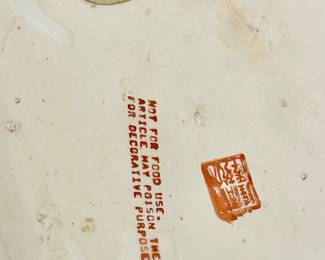 NOT FOR FOOD USE.
ARTICLE MAY POISON THE
FOR DECORATIVE PURPOSE